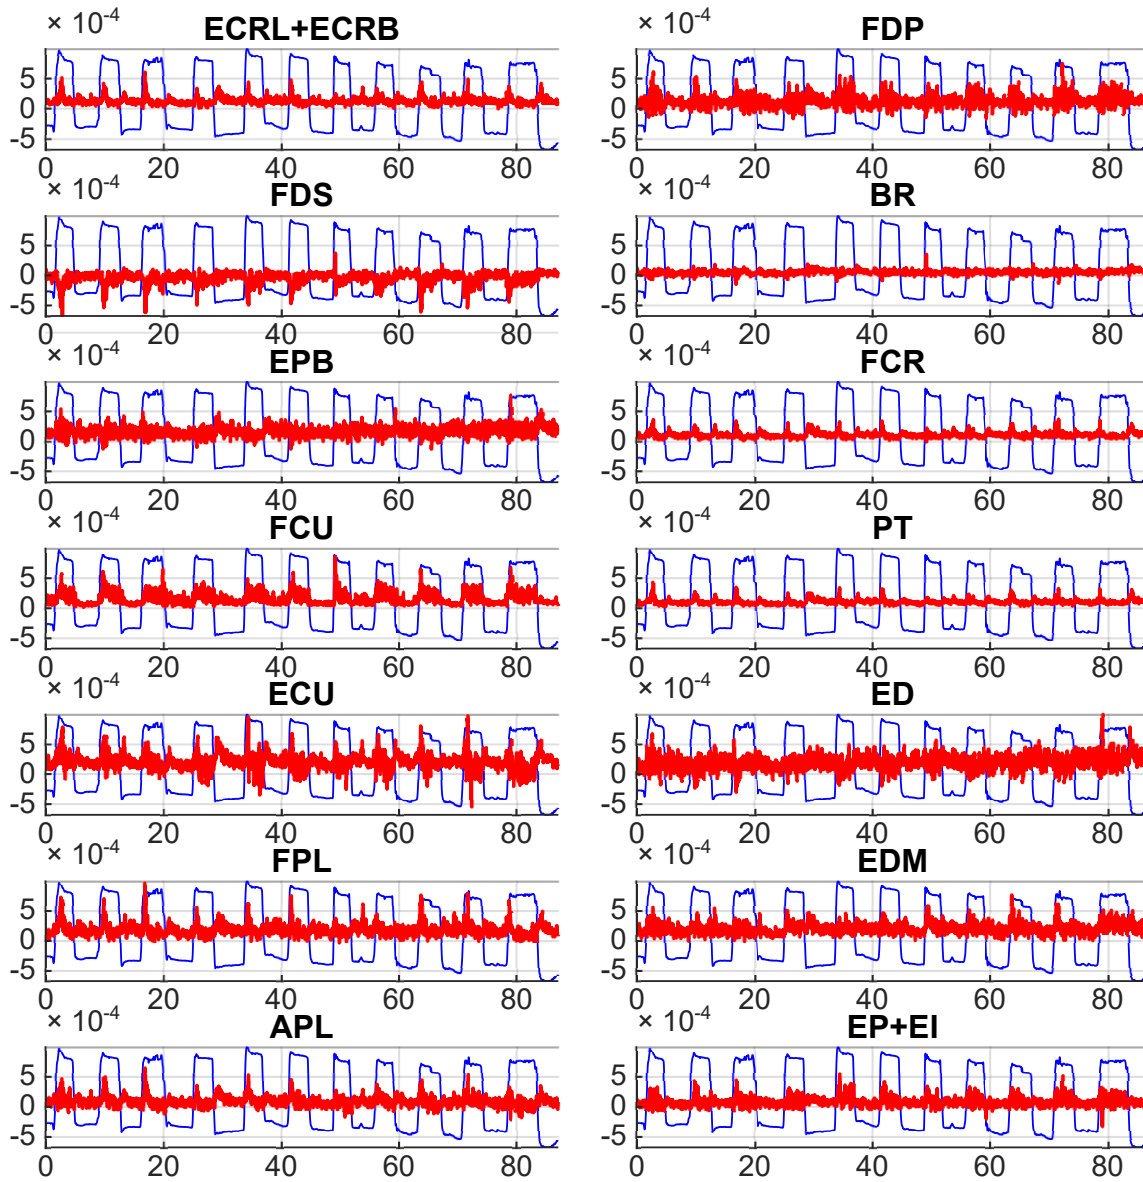 × 10-4 ECRL+ECRB × 10-4 FDP
5 5
0 0
-5 -5
0 20 40 60 80 0 20 40 60 80
× 10-4 FDS × 10-4 BR
5 5
0 0
-5 -5
0 20 40 60 80 0 20 40 60 80
× 10-4 EPB × 10-4 FCR
5 5
0 0
-5 -5
0 20 40 60 80 0 20 40 60 80
× 10-4 FCU × 10-4 PT
5 5
0 0
-5 -5
0 20 40 60 80 0 20 40 60 80
× 10-4 ECU × 10-4 ED
5 5
0 0
-5 -5
0 20 40 60 80 0 20 40 60 80
× 10-4 FPL × 10-4 EDM
5 5
0 0
-5 -5
0 20 40 60 80 0 20 40 60 80
× 10-4 APL × 10-4 EP+EI
5 5
0 0
-5 -5
0 20 40 60 80 0 20 40 60 80